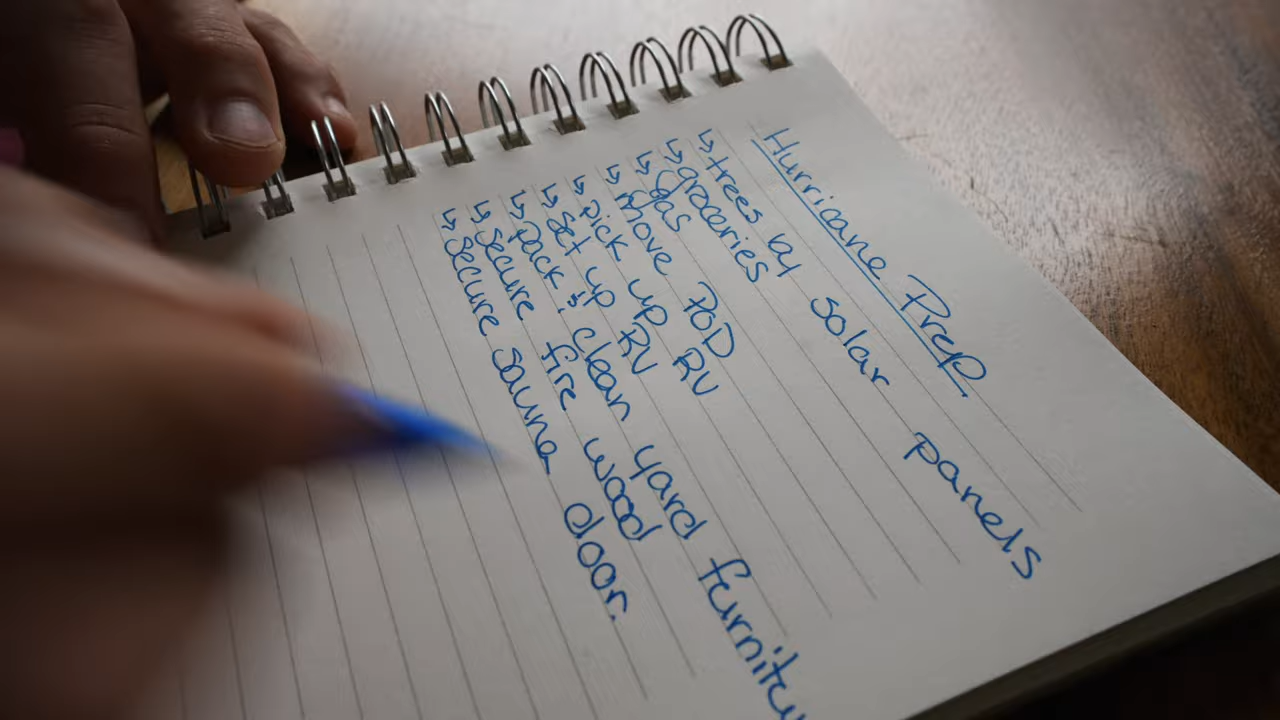 Hurricane Prep
↳ trees by solar panels
↳ groceries
↳ gas
↳ move POD
↳ pick up RV
↳ set up RV
↳ pack & clean yard furnitu
↳ secure fire wood
↳ secure sauna door.